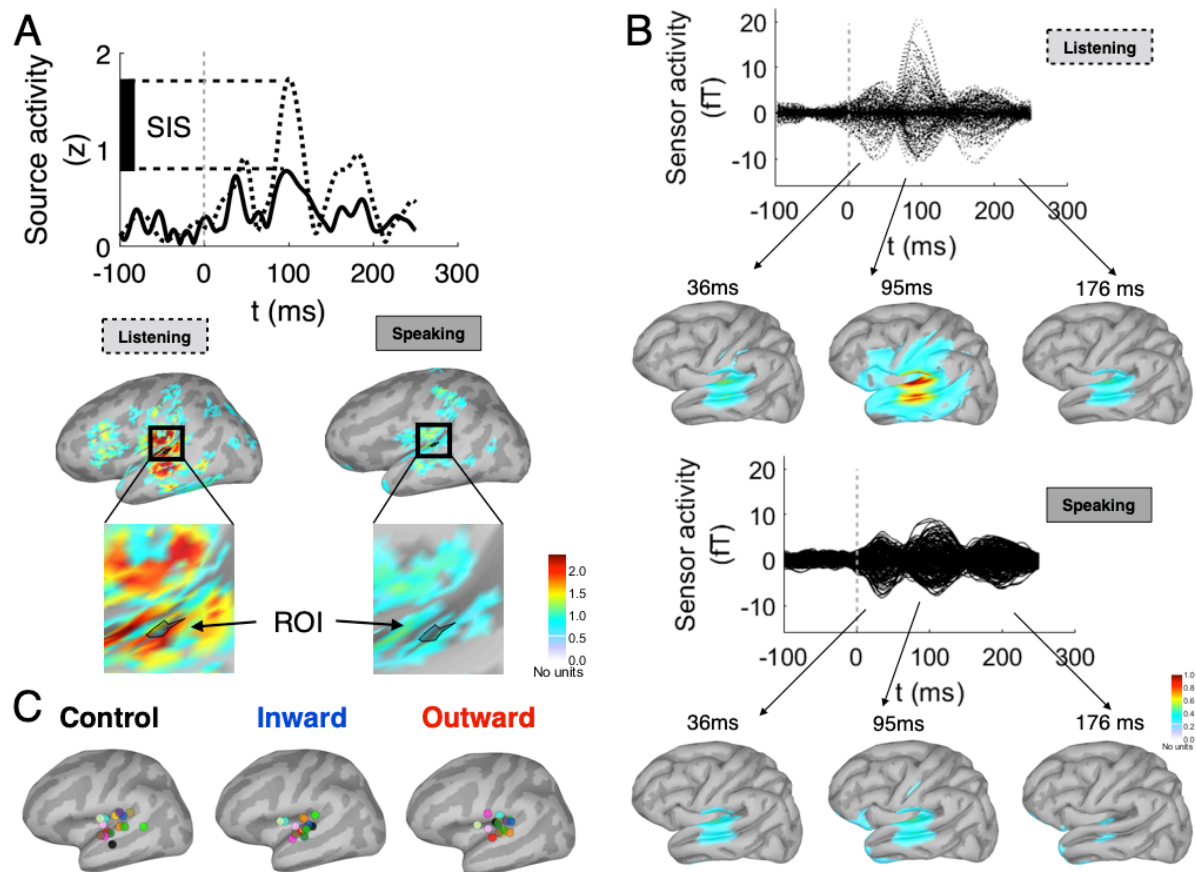 A
Source activity
(z)
2
1
0
SIS
-100 0 100 200 300
t (ms)
Listening
Speaking
ROI
2.0
1.5
1.0
0.5
0.0
No units
B
Sensor activity
(fT)
20
10
0
-10
Listening
-100 0 100 200 300
t (ms)
36ms 95ms 176 ms
Sensor activity
(fT)
20
10
0
-10
Speaking
-100 0 100 200 300
t (ms)
36ms 95ms 176 ms
1.0
0.8
0.6
0.4
0.2
0.0
No units
C
Control Inward Outward